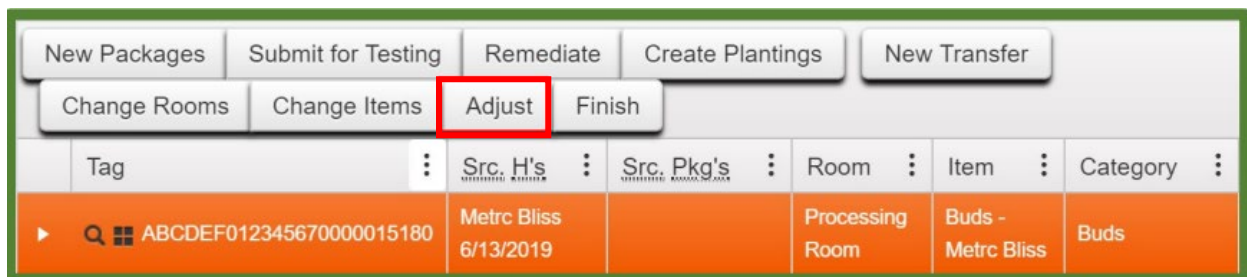 New Packages Submit for Testing Remediate Create Plantings New Transfer
Change Rooms Change Items Adjust Finish
Tag Src. H's Src. Pkg's Room Item Category
ABCDEF012345670000015180 Metrc Bliss 6/13/2019 Processing Room Buds - Metrc Bliss Buds